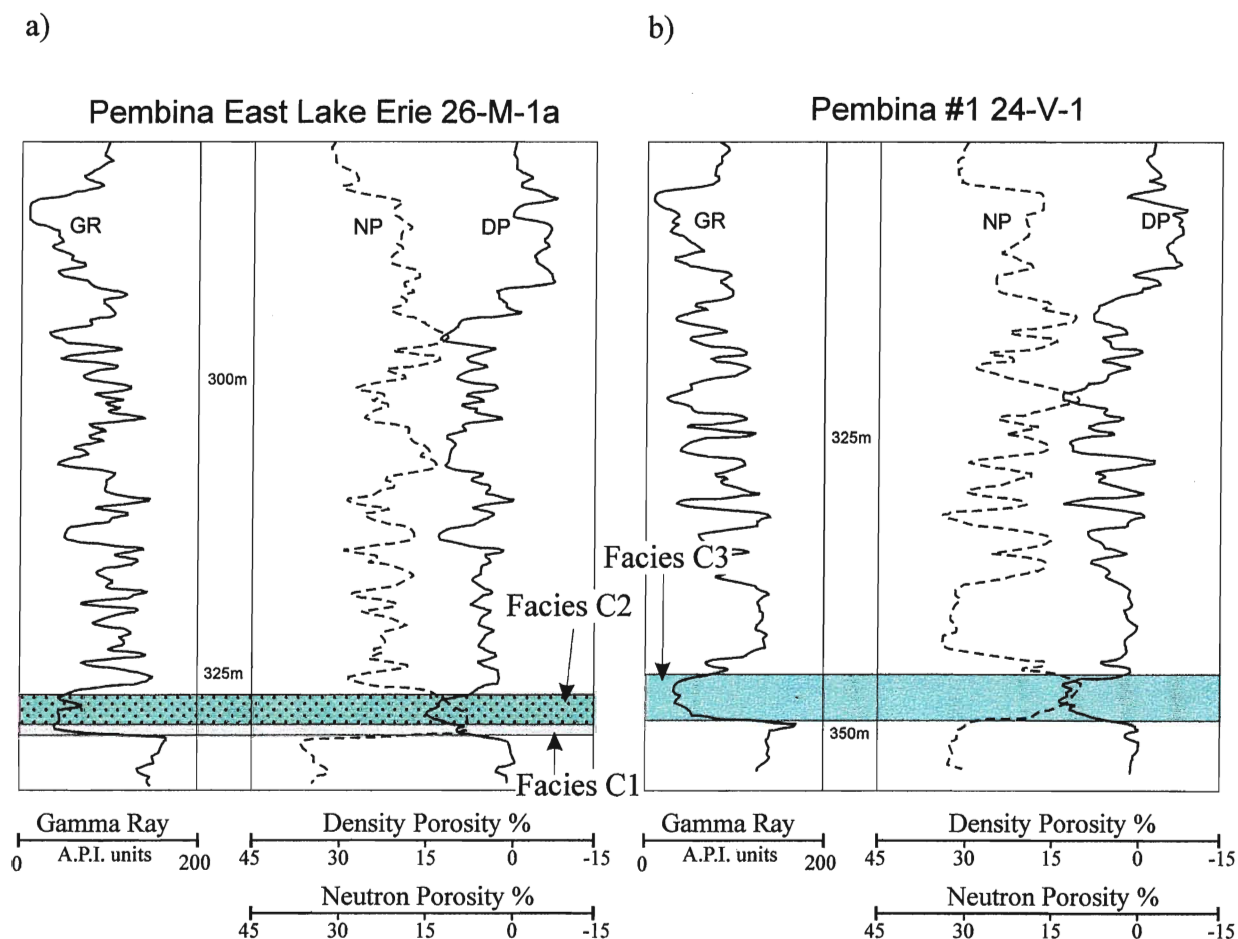 a)
b)
Pembina East Lake Erie 26-M-1a
Pembina #1 24-V-1
GR
NP
DP
GR
NP
DP
300m
325m
325m
350m
Facies C3
Facies C2
Facies C1
Gamma Ray
0 A.P.I. units 200
Density Porosity %
45 30 15 0 -15
Neutron Porosity %
45 30 15 0 -15
Gamma Ray
0 A.P.I. units 200
Density Porosity %
45 30 15 0 -15
Neutron Porosity %
45 30 15 0 -15